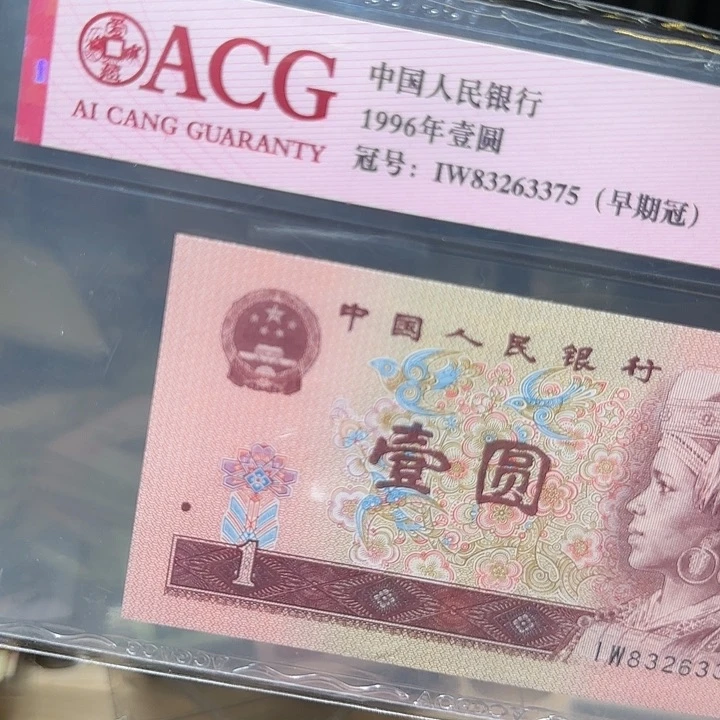 ACG
AI CANG GUARANTY
中国人民银行
1996年壹圆
冠号：IW83263375（早期冠）
中国人民银行
壹圆
1
IW832633